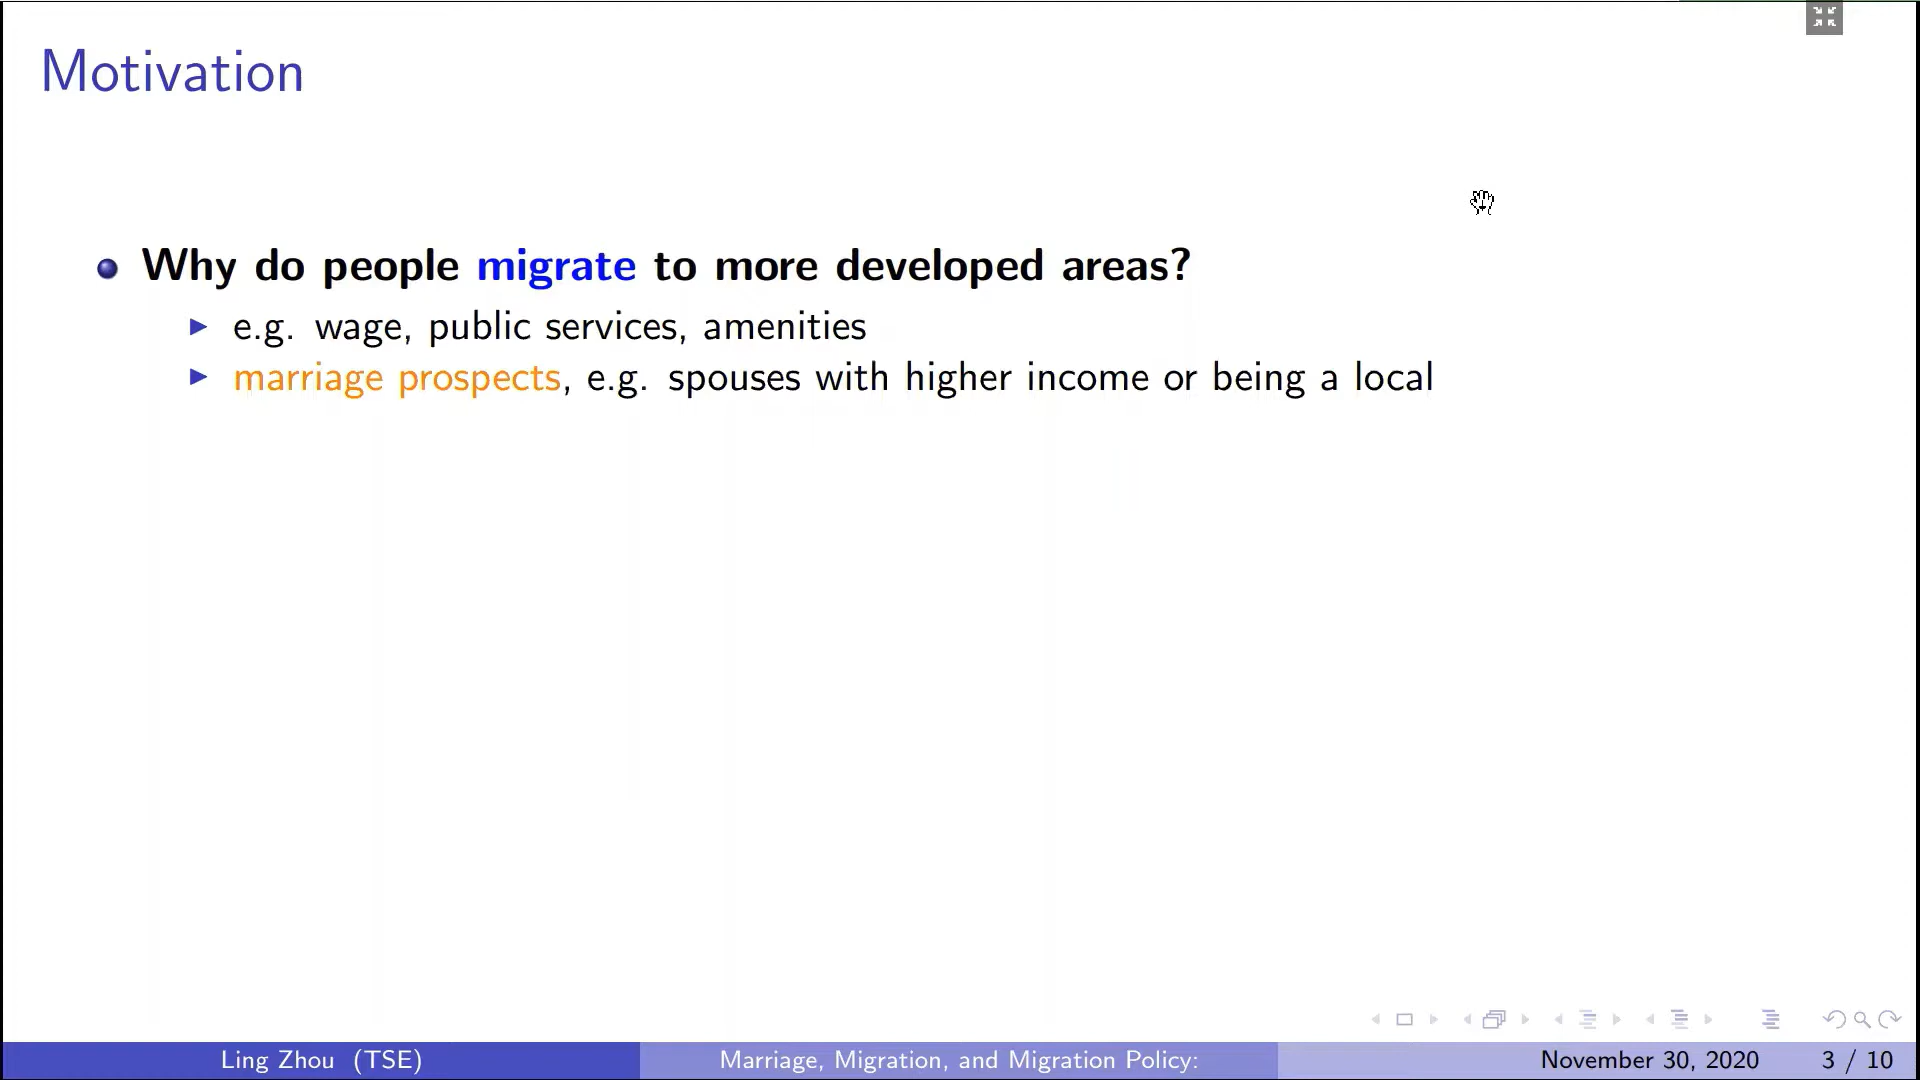 Motivation
Why do people migrate to more developed areas?
e.g. wage, public services, amenities
marriage prospects, e.g. spouses with higher income or being a local
Ling Zhou (TSE)
Marriage, Migration, and Migration Policy:
November 30, 2020
3 / 10